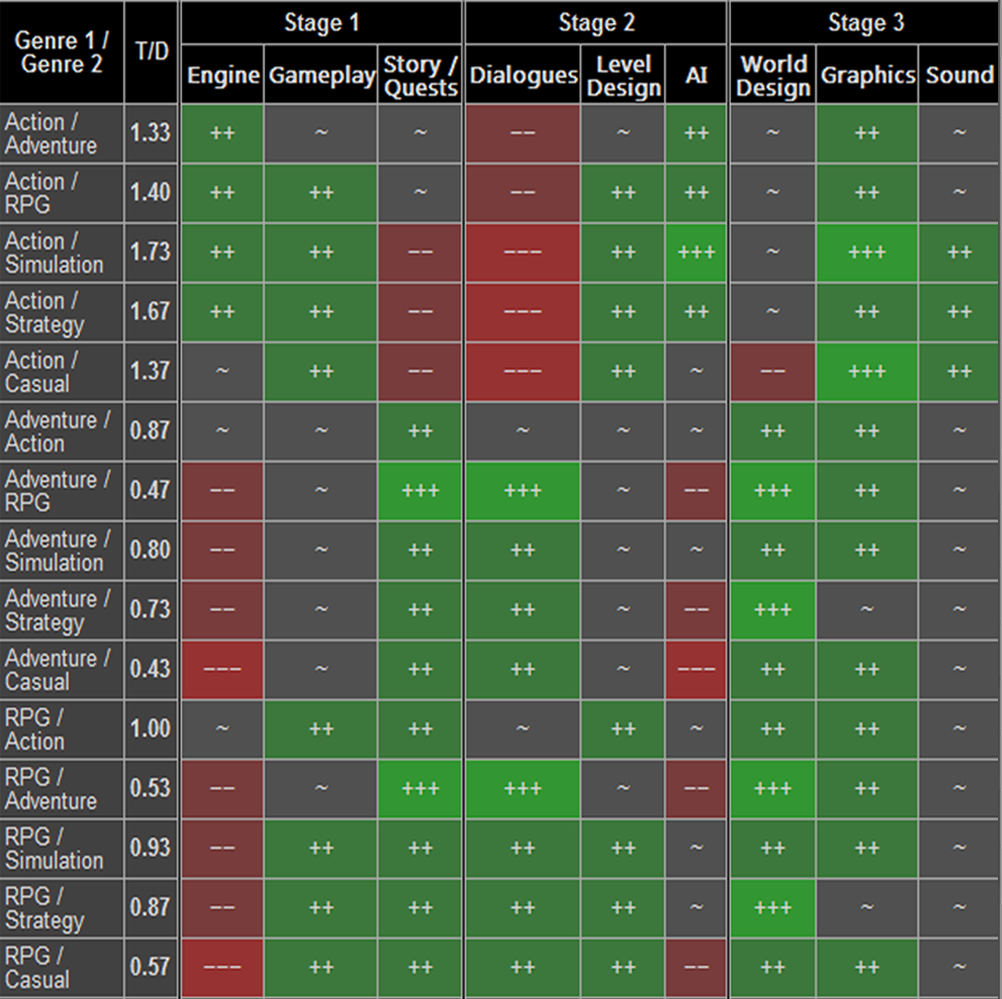 Genre 1 / Genre 2 T/D Stage 1 Stage 2 Stage 3
Engine Gameplay Story / Quests Dialogues Level Design AI World Design Graphics Sound
Action / Adventure 1.33 ++ ~ ~ −− ~ ++ ~ ++ ~
Action / RPG 1.40 ++ ++ ~ −− ++ ++ ~ ++ ~
Action / Simulation 1.73 ++ ++ −− −−− ++ +++ ~ +++ ++
Action / Strategy 1.67 ++ ++ −− −−− ++ ++ ~ ++ ++
Action / Casual 1.37 ~ ++ −− −−− ++ ~ −− +++ ++
Adventure / Action 0.87 ~ ~ ++ ~ ~ ~ ++ ++ ~
Adventure / RPG 0.47 −− ~ +++ +++ ~ −− +++ ++ ~
Adventure / Simulation 0.80 −− ~ ++ ++ ~ ~ ++ ++ ~
Adventure / Strategy 0.73 −− ~ ++ ++ ~ −− +++ ~ ~
Adventure / Casual 0.43 −−− ~ ++ ++ ~ −−− ++ ++ ~
RPG / Action 1.00 ~ ++ ++ ~ ++ ~ ++ ++ ~
RPG / Adventure 0.53 −− ~ +++ +++ ~ −− +++ ++ ~
RPG / Simulation 0.93 −− ++ ++ ++ ++ ~ ++ ++ ~
RPG / Strategy 0.87 −− ++ ++ ++ ++ ~ +++ ~ ~
RPG / Casual 0.57 −−− ++ ++ ++ ++ −− ++ ++ ~